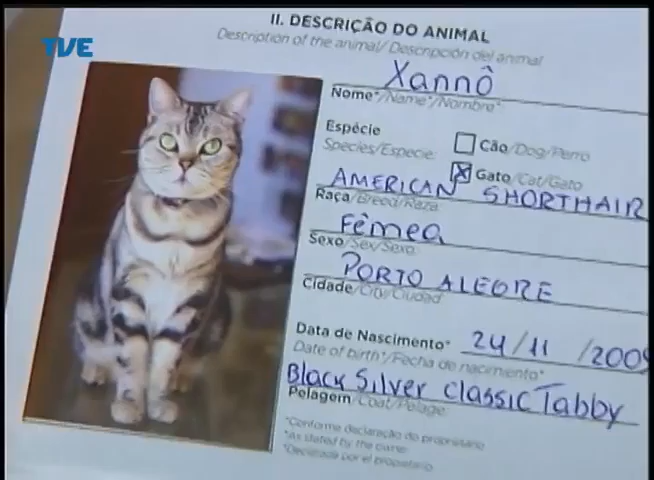 TVE
II. DESCRIÇÃO DO ANIMAL
Description of the animal/ Descripción del animal
Xannô
Nome*/Name*/Nombre*
Espécie
Species/Especie:
Cão/Dog/Perro
Gato/Cat/Gato
AMERICAN SHORTHAIR
Raça/Breed/Raza
Fêmea
Sexo/Sex/Sexo
PORTO ALEGRE
Cidade/City/Ciudad
Data de Nascimento* 24/11/2009
Date of birth*/Fecha de nacimiento*
Black Silver classic Tabby
Pelagem/Coat/Pelage
*Conforme declaração do proprietário
*As stated by the owner
*Declarada por el propietario